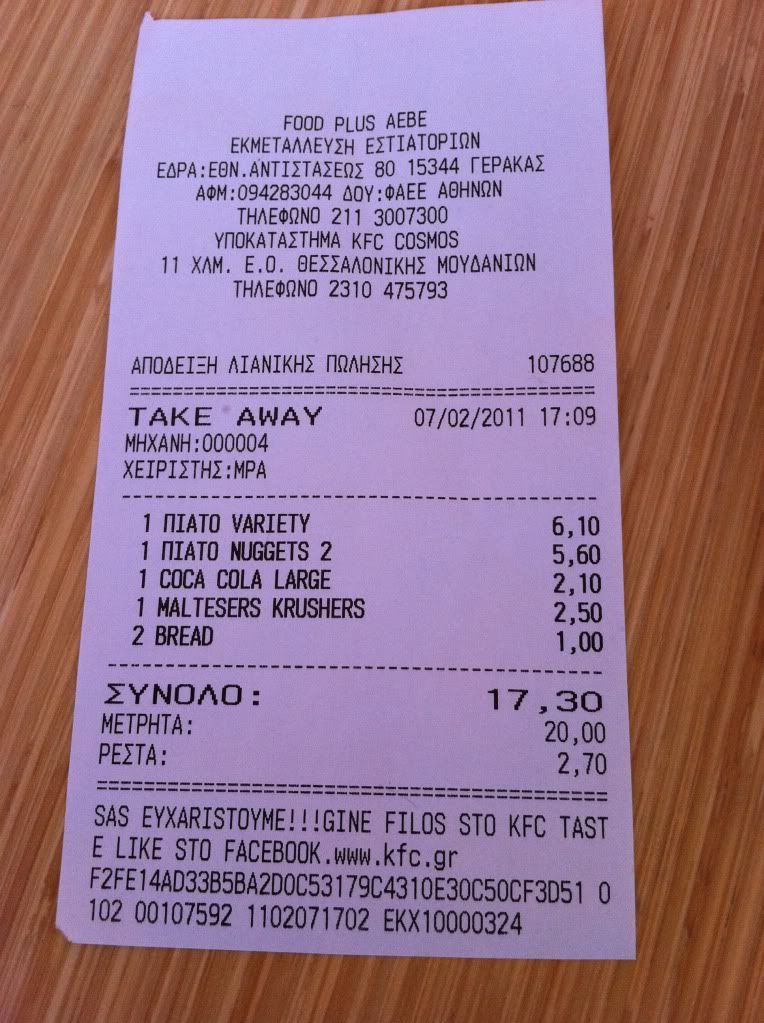 FOOD PLUS ΑΕΒΕ
ΕΚΜΕΤΑΛΛΕΥΣΗ ΕΣΤΙΑΤΟΡΙΩΝ
ΕΔΡΑ:ΕΘΝ.ΑΝΤΙΣΤΑΣΕΩΣ 80 15344 ΓΕΡΑΚΑΣ
ΑΦΜ:094283044 ΔΟΥ:ΦΑΕΕ ΑΘΗΝΩΝ
ΤΗΛΕΦΩΝΟ 211 3007300
ΥΠΟΚΑΤΑΣΤΗΜΑ KFC COSMOS
11 ΧΛΜ. Ε.Ο. ΘΕΣΣΑΛΟΝΙΚΗΣ ΜΟΥΔΑΝΙΩΝ
ΤΗΛΕΦΩΝΟ 2310 475793
ΑΠΟΔΕΙΞΗ ΛΙΑΝΙΚΗΣ ΠΩΛΗΣΗΣ 107688
TAKE AWAY 07/02/2011 17:09
ΜΗΧΑΝΗ:000004
ΧΕΙΡΙΣΤΗΣ:ΜΡΑ
1 ΠΙΑΤΟ VARIETY 6,10
1 ΠΙΑΤΟ NUGGETS 2 5,60
1 COCA COLA LARGE 2,10
1 MALTESERS KRUSHERS 2,50
2 BREAD 1,00
ΣΥΝΟΛΟ: 17,30
ΜΕΤΡΗΤΑ: 20,00
ΡΕΣΤΑ: 2,70
SAS EYXARISTOYME!!!GINE FILOS STO KFC TAST
E LIKE STO FACEBOOK.www.kfc.gr
F2FE14AD33B5BA2D0C53179C4310E30C50CF3D51 0
102 00107592 1102071702 EKX10000324